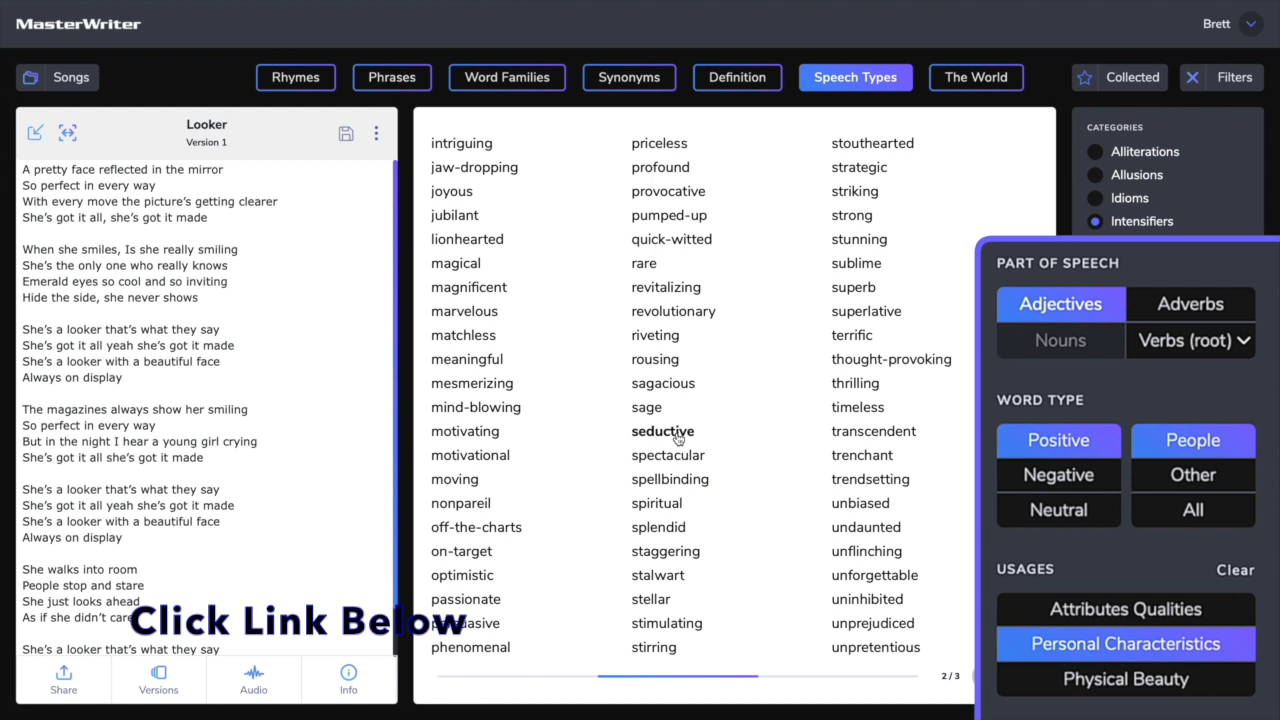 MasterWriter
Brett
Songs
Rhymes
Phrases
Word Families
Synonyms
Definition
Speech Types
The World
Collected
Filters
Looker
Version 1
A pretty face reflected in the mirror
So perfect in every way
With every move the picture's getting clearer
She's got it all, she's got it made
When she smiles, Is she really smiling
She's the only one who really knows
Emerald eyes so cool and so inviting
Hide the side, she never shows
She's a looker that's what they say
She's got it all yeah she's got it made
She's a looker with a beautiful face
Always on display
The magazines always show her smiling
So perfect in every way
But in the night I hear a young girl crying
She's got it all she's got it made
She's a looker that's what they say
She's got it all yeah she's got it made
She's a looker with a beautiful face
Always on display
She walks into room
People stop and stare
She just looks ahead
As if she didn't care
She's a looker that's what they say
Click Link Below
Share
Versions
Audio
Info
intriguing
jaw-dropping
joyous
jubilant
lionhearted
magical
magnificent
marvelous
matchless
meaningful
mesmerizing
mind-blowing
motivating
motivational
moving
nonpareil
off-the-charts
on-target
optimistic
passionate
persuasive
phenomenal
priceless
profound
provocative
pumped-up
quick-witted
rare
revitalizing
revolutionary
riveting
rousing
sagacious
sage
seductive
spectacular
spellbinding
spiritual
splendid
staggering
stalwart
stellar
stimulating
stirring
stouthearted
strategic
striking
strong
stunning
sublime
superb
superlative
terrific
thought-provoking
thrilling
timeless
transcendent
trenchant
trendsetting
unbiased
undaunted
unflinching
unforgettable
uninhibited
unprejudiced
unpretentious
2 / 3
CATEGORIES
Alliterations
Allusions
Idioms
Intensifiers
PART OF SPEECH
Adjectives
Adverbs
Nouns
Verbs (root)
WORD TYPE
Positive
People
Negative
Other
Neutral
All
USAGES
Clear
Attributes Qualities
Personal Characteristics
Physical Beauty